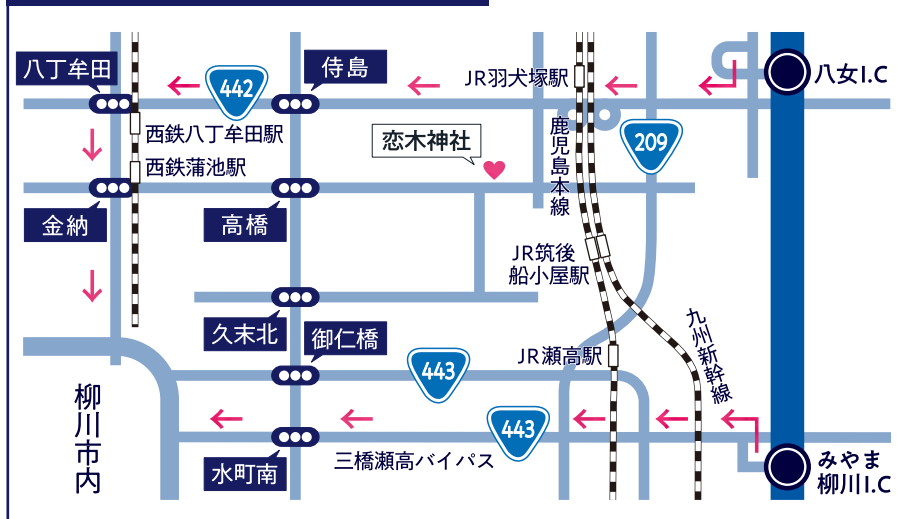 八丁牟田
442
侍島
JR羽犬塚駅
八女I.C
西鉄八丁牟田駅
恋木神社
鹿児島本線
209
西鉄蒲池駅
金納
高橋
JR筑後
船小屋駅
久末北
御仁橋
JR瀬高駅
九州新幹線
443
柳川市内
443
水町南
三橋瀬高バイパス
みやま
柳川I.C